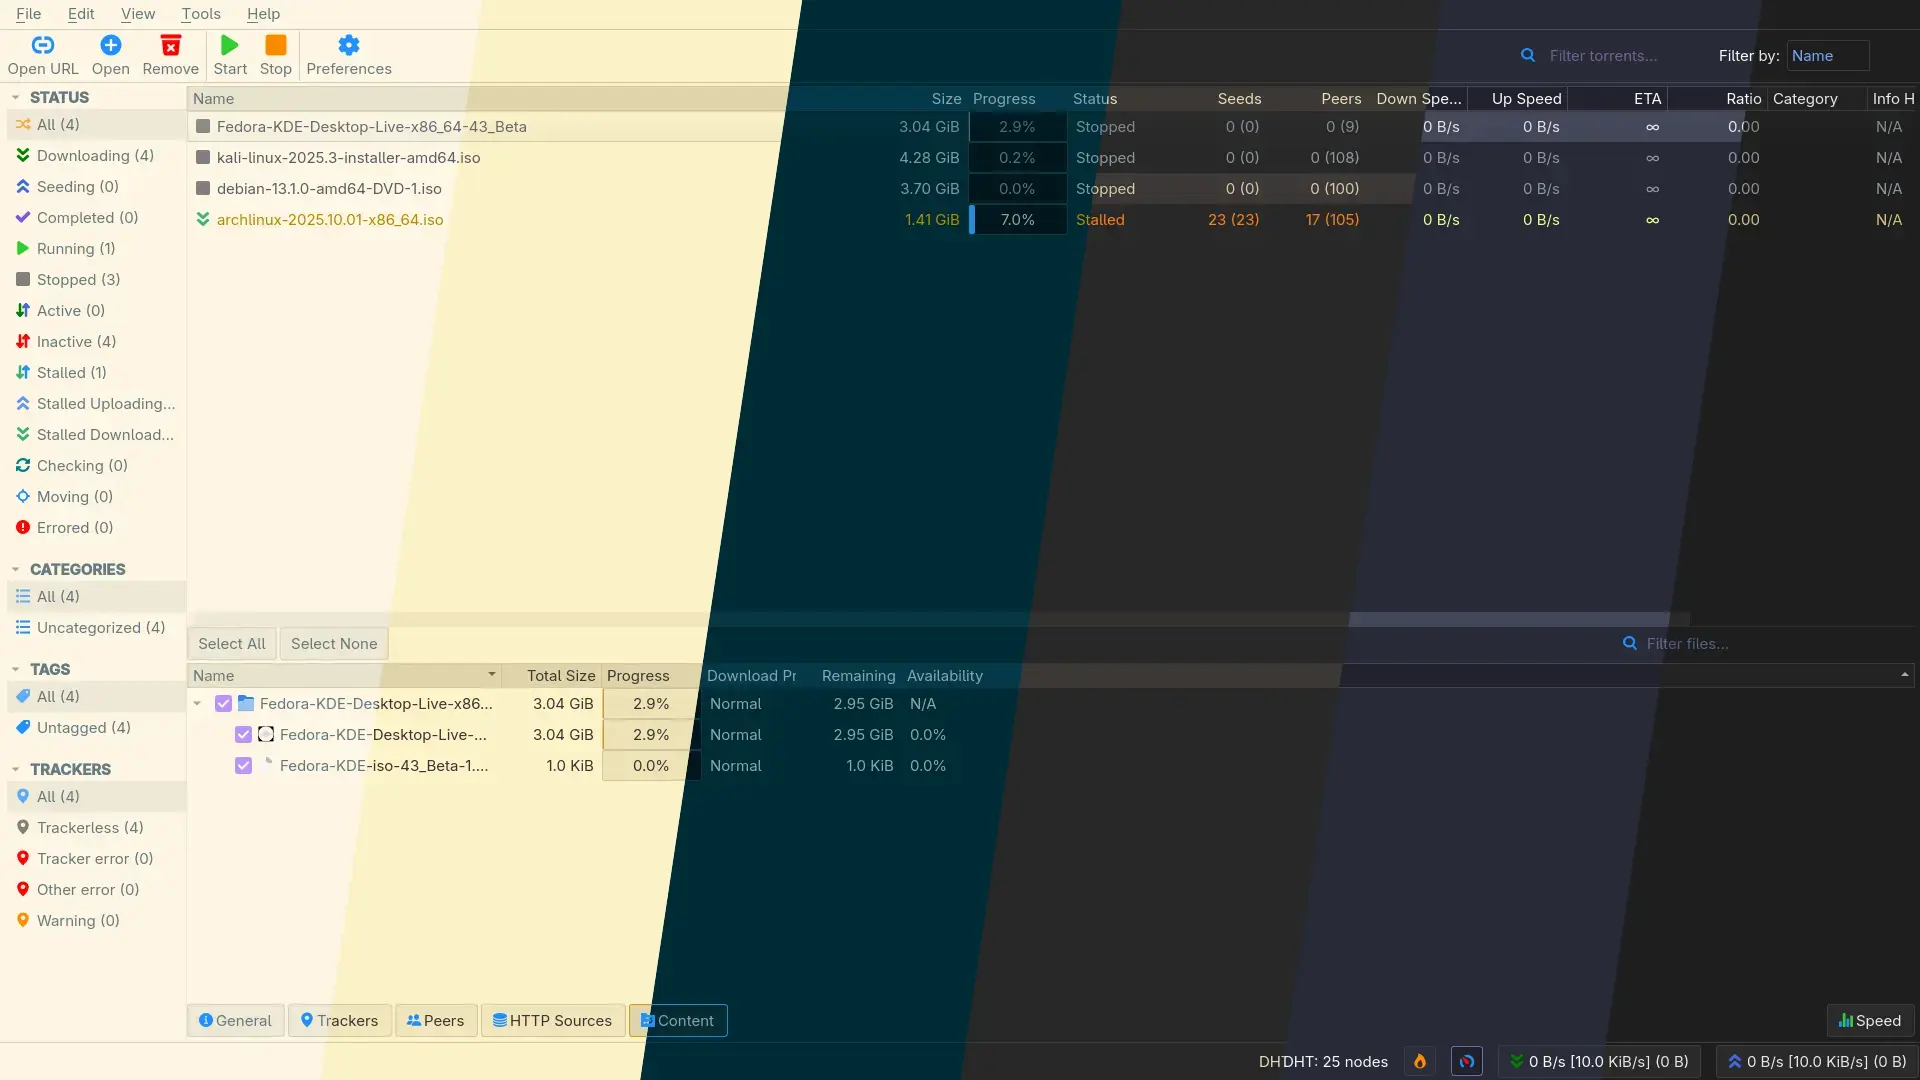 File Edit View Tools Help
Open URL Open Remove Start Stop Preferences Filter torrents... Filter by: Name
STATUS
All (4)
Downloading (4)
Seeding (0)
Completed (0)
Running (1)
Stopped (3)
Active (0)
Inactive (4)
Stalled (1)
Stalled Uploading...
Stalled Download...
Checking (0)
Moving (0)
Errored (0)
CATEGORIES
All (4)
Uncategorized (4)
TAGS
All (4)
Untagged (4)
TRACKERS
All (4)
Trackerless (4)
Tracker error (0)
Other error (0)
Warning (0)
Name Size Progress Status Seeds Peers Down Spe... Up Speed ETA Ratio Category Info H
Fedora-KDE-Desktop-Live-x86_64-43_Beta 3.04 GiB 2.9% Stopped 0 (0) 0 (9) 0 B/s 0 B/s ∞ 0.00 N/A
kali-linux-2025.3-installer-amd64.iso 4.28 GiB 0.2% Stopped 0 (0) 0 (108) 0 B/s 0 B/s ∞ 0.00 N/A
debian-13.1.0-amd64-DVD-1.iso 3.70 GiB 0.0% Stopped 0 (0) 0 (100) 0 B/s 0 B/s ∞ 0.00 N/A
archlinux-2025.10.01-x86_64.iso 1.41 GiB 7.0% Stalled 23 (23) 17 (105) 0 B/s 0 B/s ∞ 0.00 N/A
Select All Select None Filter files...
Name Total Size Progress Download Pr Remaining Availability
Fedora-KDE-Desktop-Live-x86... 3.04 GiB 2.9% Normal 2.95 GiB N/A
Fedora-KDE-Desktop-Live-... 3.04 GiB 2.9% Normal 2.95 GiB 0.0%
Fedora-KDE-iso-43_Beta-1.... 1.0 KiB 0.0% Normal 1.0 KiB 0.0%
General Trackers Peers HTTP Sources Content Speed
DHTDHT: 25 nodes 0 B/s [10.0 KiB/s] (0 B) 0 B/s [10.0 KiB/s] (0 B)